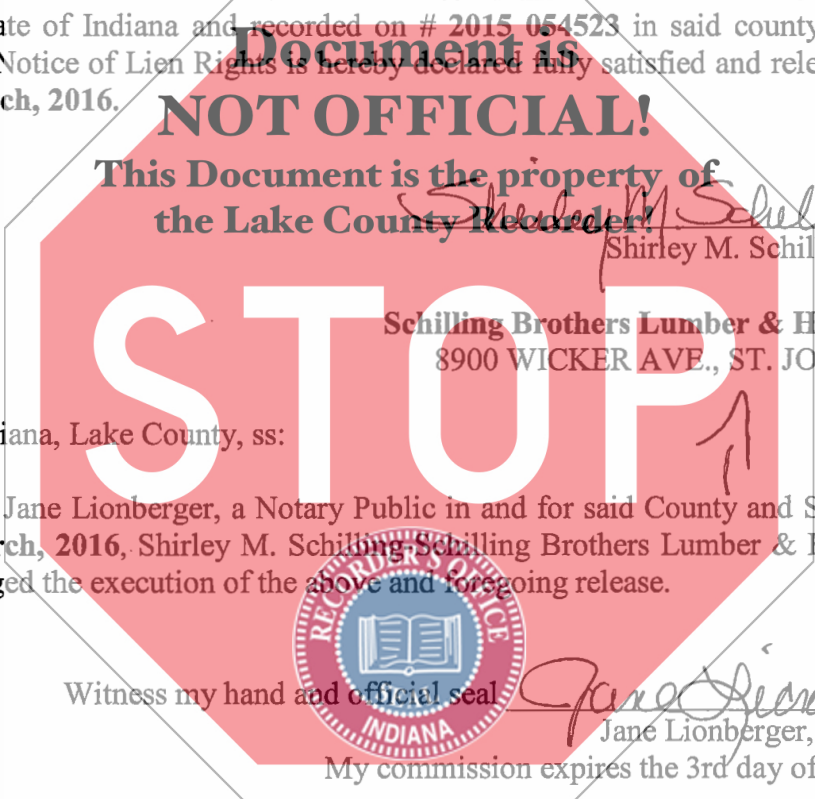 ate of Indiana and recorded on # 2015 054523 in said county
Document is
Notice of Lien Rights is hereby declared fully satisfied and rele
ch, 2016.
NOT OFFICIAL!
This Document is the property of
the Lake County Recorder!
Shirley M. Schil
Shirley M. Schil
STOP
Schilling Brothers Lumber & H
8900 WICKER AVE., ST. JO
iana, Lake County, ss:
Jane Lionberger, a Notary Public in and for said County and S
rch, 2016, Shirley M. Schilling Schilling Brothers Lumber & H
ged the execution of the above and foregoing release.
RECORDER'S OFFICE
Witness my hand and official seal Jane Lion
SEAL
INDIANA
Jane Lionberger,
My commission expires the 3rd day of